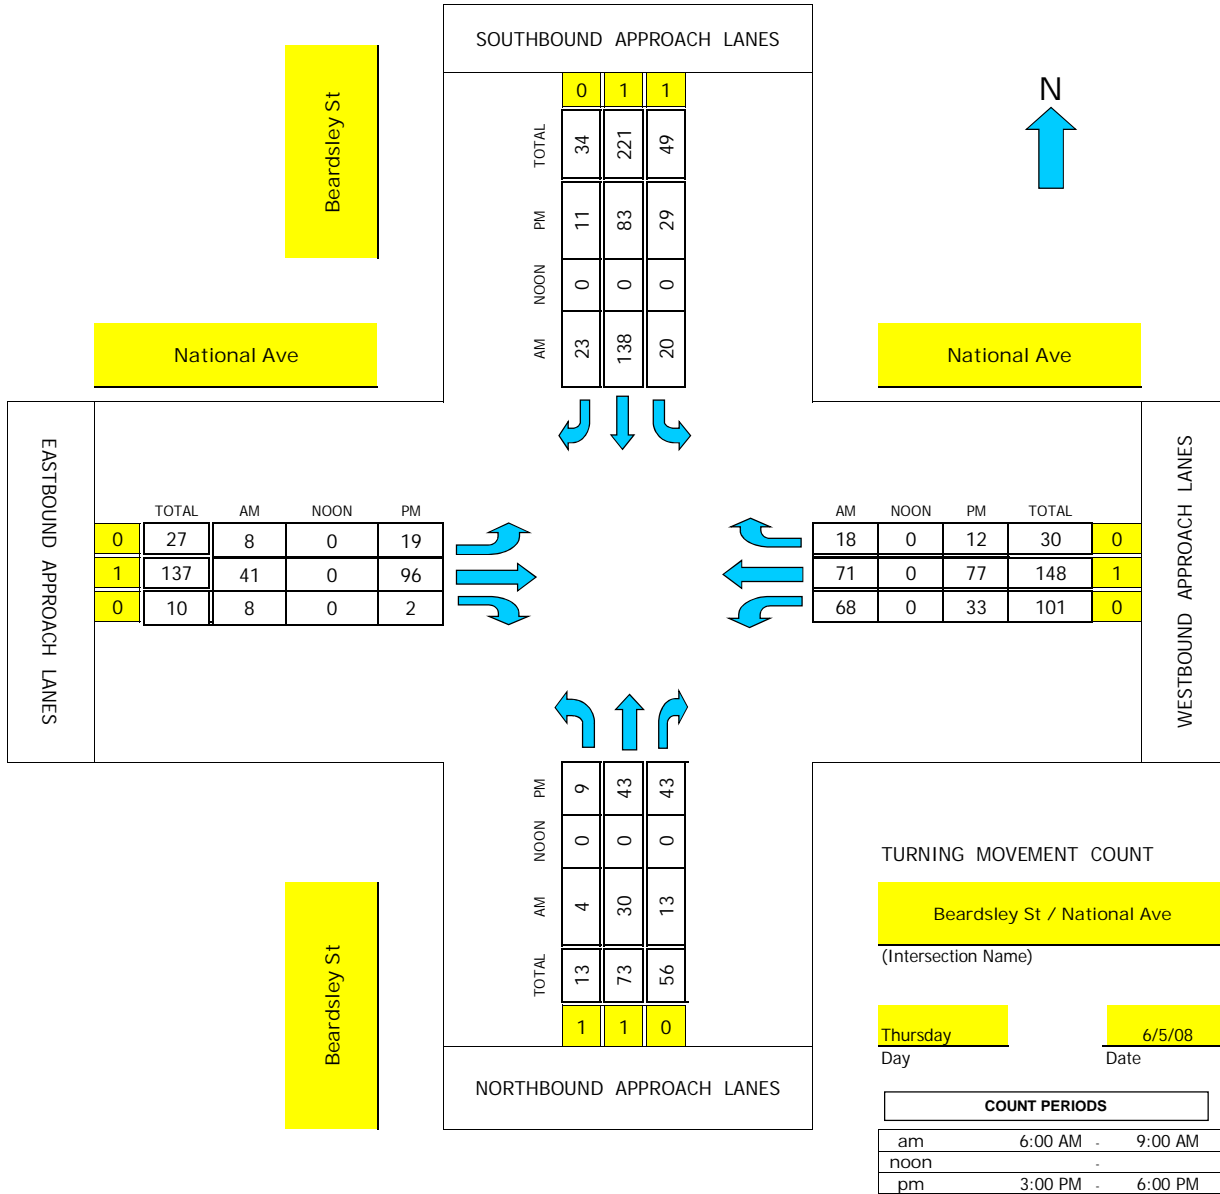 SOUTHBOUND APPROACH LANES
0 1 1
TOTAL 34 221 49
PM 11 83 29
NOON 0 0 0
AM 23 138 20
N
Beardsley St
National Ave
National Ave
EASTBOUND APPROACH LANES
TOTAL AM NOON PM
0 27 8 0 19
1 137 41 0 96
0 10 8 0 2
AM NOON PM TOTAL
18 0 12 30 0
71 0 77 148 1
68 0 33 101 0
WESTBOUND APPROACH LANES
PM 9 43 43
NOON 0 0 0
AM 4 30 13
TOTAL 13 73 56
1 1 0
NORTHBOUND APPROACH LANES
Beardsley St
TURNING MOVEMENT COUNT
Beardsley St / National Ave
(Intersection Name)
Thursday 6/5/08
Day Date
COUNT PERIODS
am 6:00 AM - 9:00 AM
noon -
pm 3:00 PM - 6:00 PM